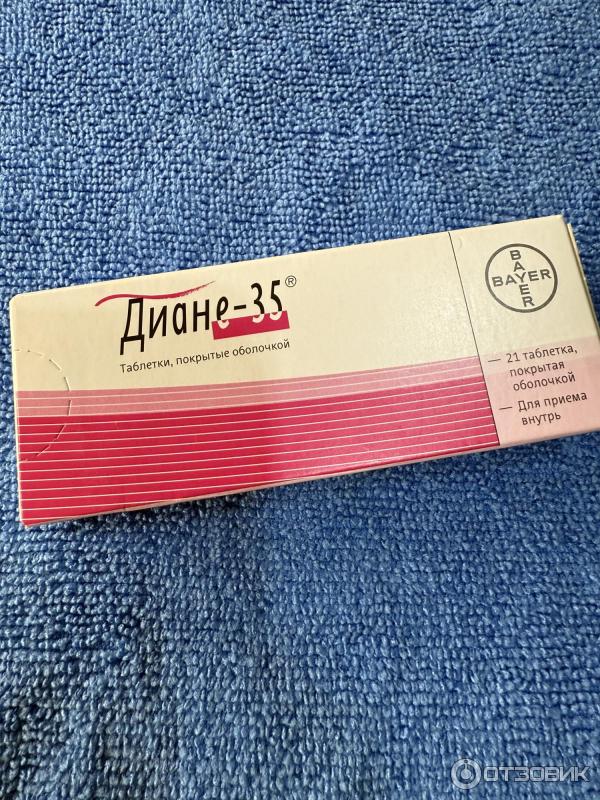 Диане-35®
Таблетки, покрытые оболочкой
BAYER
BAYER
— 21 таблетка,
покрытая
оболочкой
— Для приема
внутрь
ОТЗОВИК